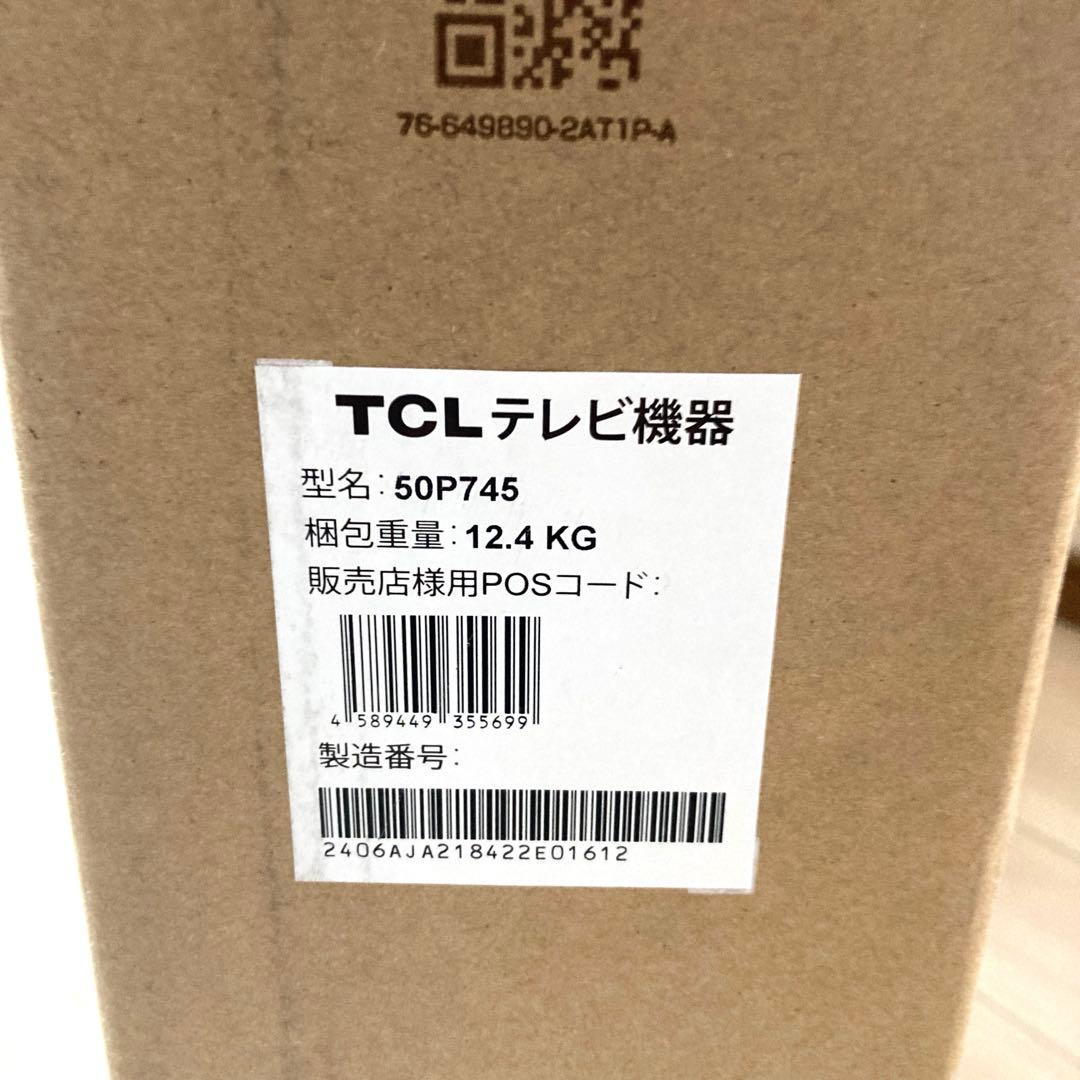 76-649B90-2AT1P-A
TCLテレビ機器
型名:50P745
梱包重量:12.4 KG
販売店様用POSコード:
4 589449 355699
製造番号:
2406AJA218422E01612